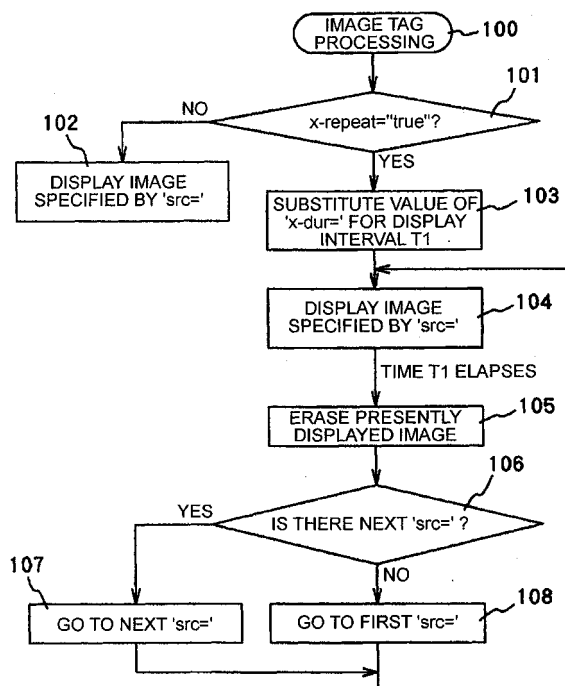 IMAGE TAG
PROCESSING
100
101
x-repeat="true"?
NO
102
YES
DISPLAY IMAGE
SPECIFIED BY 'src='
SUBSTITUTE VALUE OF
'x-dur=' FOR DISPLAY
INTERVAL T1
103
DISPLAY IMAGE
SPECIFIED BY 'src='
104
TIME T1 ELAPSES
ERASE PRESENTLY
DISPLAYED IMAGE
105
106
YES
IS THERE NEXT 'src=' ?
107
NO
GO TO NEXT 'src='
GO TO FIRST 'src='
108